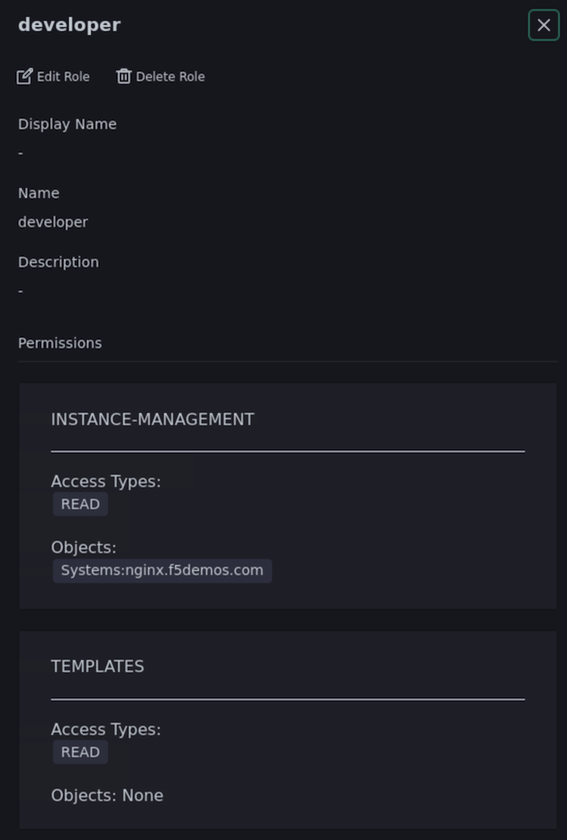 developer
Edit Role
Delete Role
Display Name
-
Name
developer
Description
-
Permissions
INSTANCE-MANAGEMENT
Access Types:
READ
Objects:
Systems:nginx.f5demos.com
TEMPLATES
Access Types:
READ
Objects: None